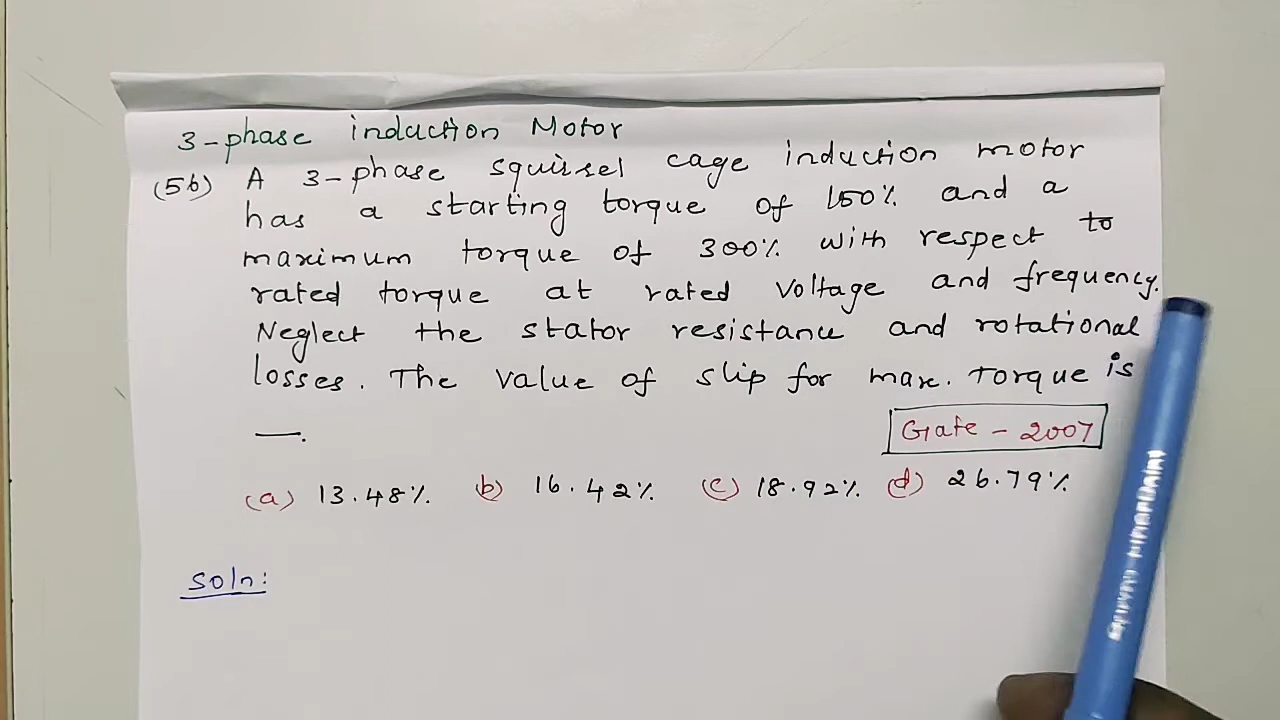 3-phase induction Motor
(56) A 3-phase squirrel cage induction motor
has a starting torque of 150% and a
maximum torque of 300% with respect to
rated torque at rated voltage and frequency.
Neglect the stator resistance and rotational
losses. The value of slip for max. Torque is
—.
Gate - 2007
(a) 13.48% (b) 16.42% (c) 18.92% (d) 26.79%
Soln: